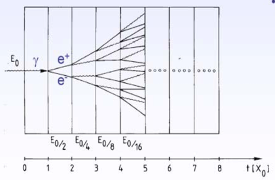 E₀ γ e⁺
e⁻
E₀/2 E₀/4 E₀/8 E₀/16
0 1 2 3 4 5 6 7 8 t [X₀]